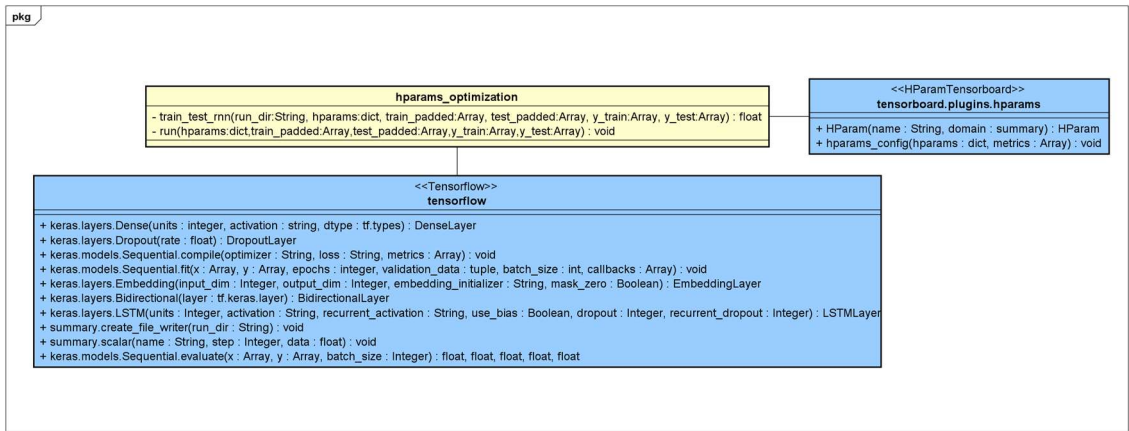 pkg
hparams_optimization
- train_test_rnn(run_dir:String, hparams:dict, train_padded:Array, test_padded:Array, y_train:Array, y_test:Array) : float
- run(hparams:dict,train_padded:Array,test_padded:Array,y_train:Array,y_test:Array) : void
<<HParamTensorboard>>
tensorboard.plugins.hparams
+ HParam(name : String, domain : summary) : HParam
+ hparams_config(hparams : dict, metrics : Array) : void
<<Tensorflow>>
tensorflow
+ keras.layers.Dense(units : integer, activation : string, dtype : tf.types) : DenseLayer
+ keras.layers.Dropout(rate : float) : DropoutLayer
+ keras.models.Sequential.compile(optimizer : String, loss : String, metrics : Array) : void
+ keras.models.Sequential.fit(x : Array, y : Array, epochs : integer, validation_data : tuple, batch_size : int, callbacks : Array) : void
+ keras.layers.Embedding(input_dim : Integer, output_dim : Integer, embedding_initializer : String, mask_zero : Boolean) : EmbeddingLayer
+ keras.layers.Bidirectional(layer : tf.keras.layer) : BidirectionalLayer
+ keras.layers.LSTM(units : Integer, activation : String, recurrent_activation : String, use_bias : Boolean, dropout : Integer, recurrent_dropout : Integer) : LSTMLayer
+ summary.create_file_writer(run_dir : String) : void
+ summary.scalar(name : String, step : Integer, data : float) : void
+ keras.models.Sequential.evaluate(x : Array, y : Array, batch_size : Integer) : float, float, float, float, float